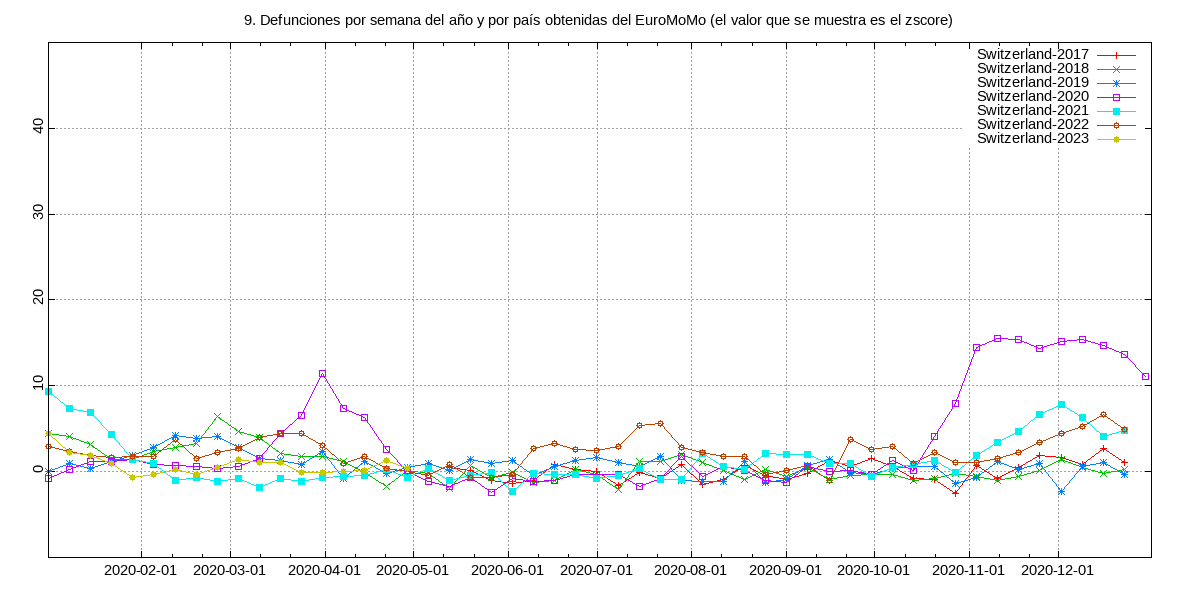 9. Defunciones por semana del año y por país obtenidas del EuroMoMo (el valor que se muestra es el zscore)
Switzerland-2017
Switzerland-2018
Switzerland-2019
Switzerland-2020
Switzerland-2021
Switzerland-2022
Switzerland-2023
40
30
20
10
0
2020-02-01 2020-03-01 2020-04-01 2020-05-01 2020-06-01 2020-07-01 2020-08-01 2020-09-01 2020-10-01 2020-11-01 2020-12-01